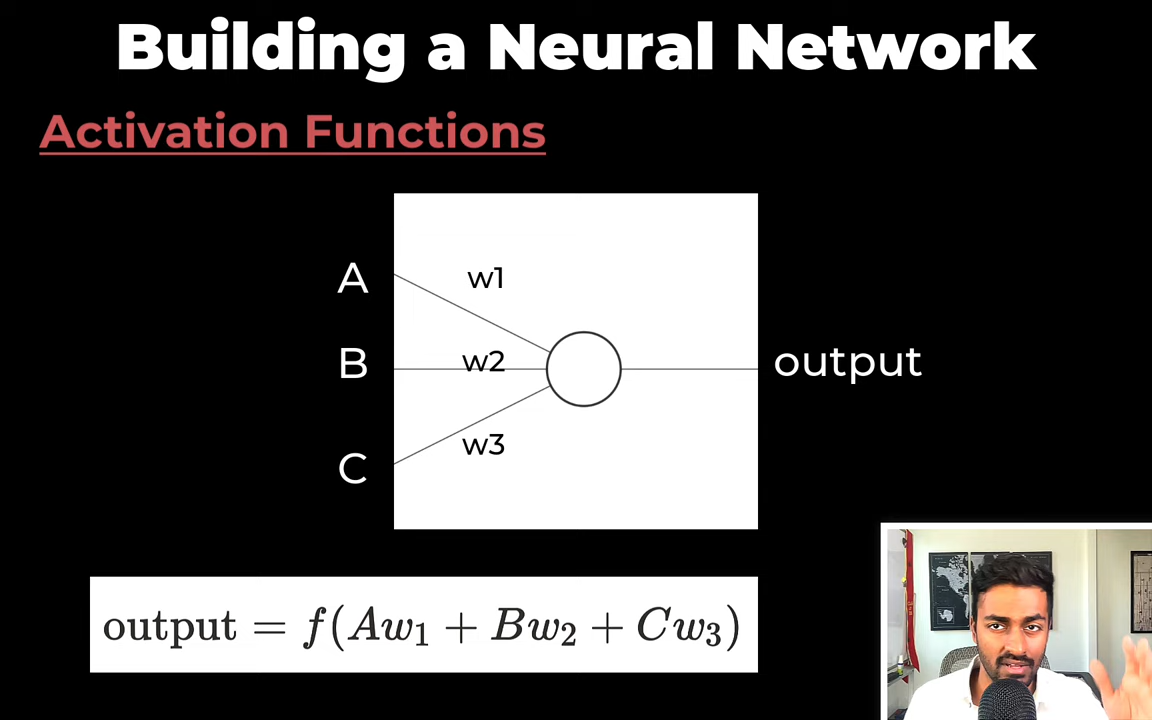 Building a Neural Network
Activation Functions
A
w1
B
w2
output
w3
C
output = f(Aw₁ + Bw₂ + Cw₃)